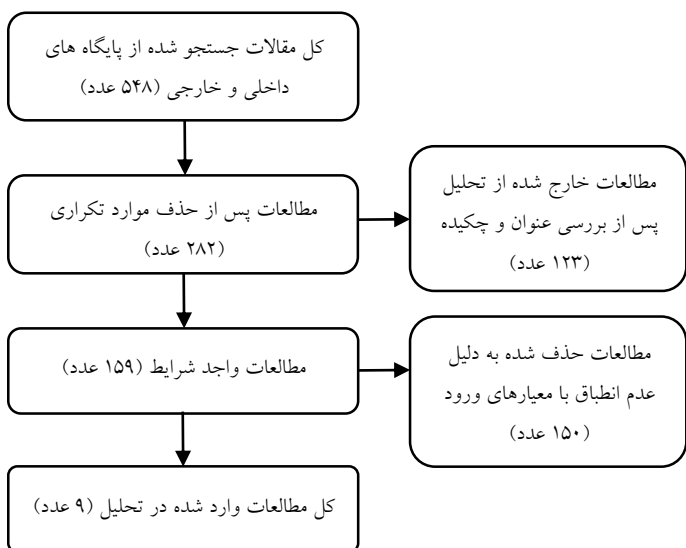 کل مقالات جستجو شده از پایگاه های
داخلی و خارجی (۵۴۸ عدد)
مطالعات پس از حذف موارد تکراری
(۲۸۲ عدد)
مطالعات خارج شده از تحلیل
پس از بررسی عنوان و چکیده
(۱۲۳ عدد)
مطالعات واجد شرایط (۱۵۹ عدد)
مطالعات حذف شده به دلیل
عدم انطباق با معیارهای ورود
(۱۵۰ عدد)
کل مطالعات وارد شده در تحلیل (۹ عدد)